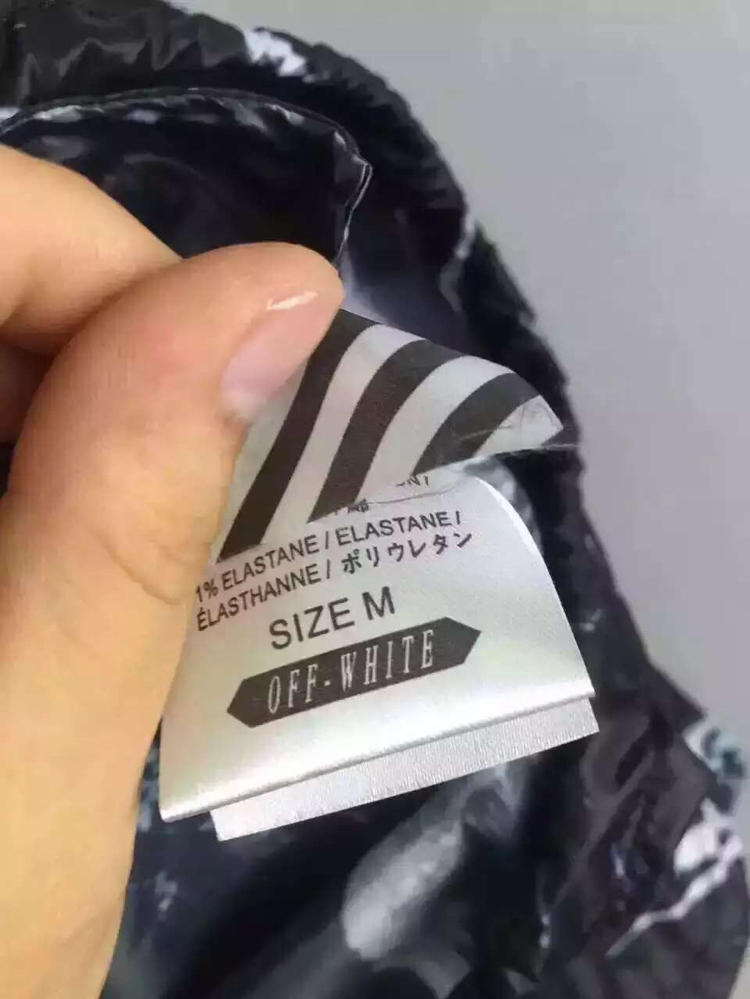 1% ELASTANE / ELASTANE /
ÉLASTHANNE / ポリウレタン
SIZE M
OFF-WHITE